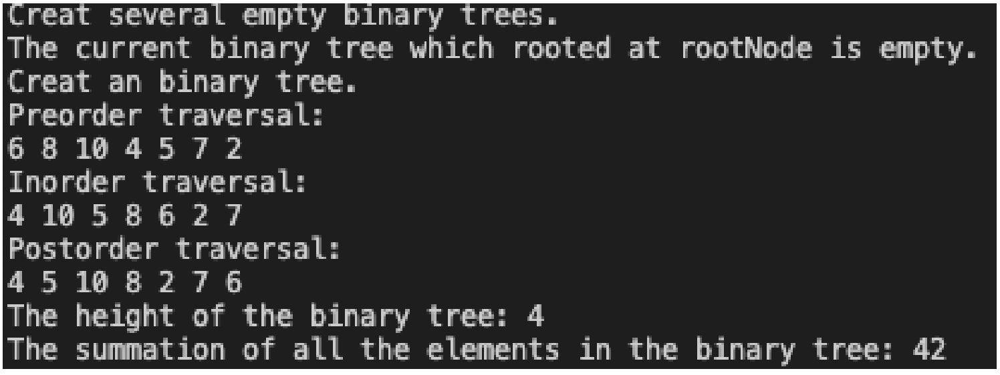 Creat several empty binary trees.
The current binary tree which rooted at rootNode is empty.
Creat an binary tree.
Preorder traversal:
6 8 10 4 5 7 2
Inorder traversal:
4 10 5 8 6 2 7
Postorder traversal:
4 5 10 8 2 7 6
The height of the binary tree: 4
The summation of all the elements in the binary tree: 42